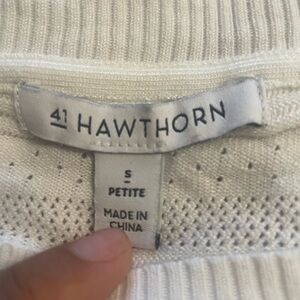 41 HAWTHORN
S
PETITE
MADE IN
CHINA